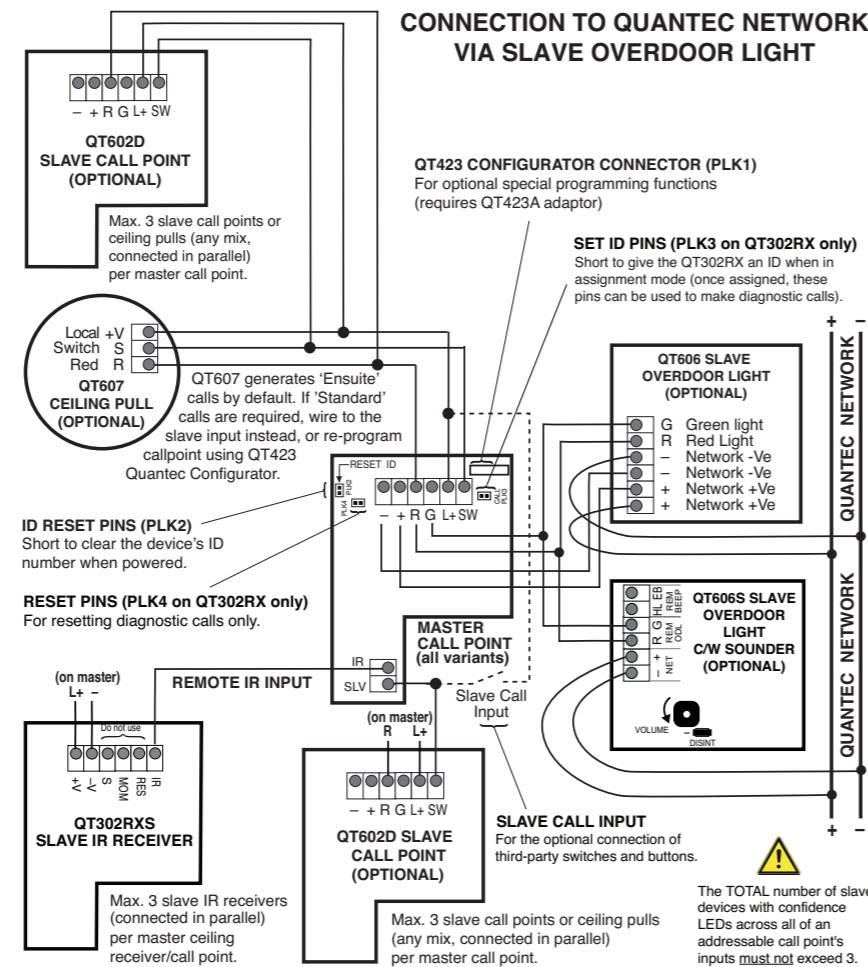 CONNECTION TO QUANTEC NETWORK
VIA SLAVE OVERDOOR LIGHT
– + R G L+ SW
QT602D
SLAVE CALL POINT
(OPTIONAL)
Max. 3 slave call points or
ceiling pulls (any mix,
connected in parallel)
per master call point.
QT423 CONFIGURATOR CONNECTOR (PLK1)
For optional special programming functions
(requires QT423A adaptor)
SET ID PINS (PLK3 on QT302RX only)
Short to give the QT302RX an ID when in
assignment mode (once assigned, these
pins can be used to make diagnostic calls).
Local +V
Switch S
Red R
QT607
CEILING PULL
(OPTIONAL)
QT607 generates ‘Ensuite’
calls by default. If ’Standard’
calls are required, wire to the
slave input instead, or re-program
callpoint using QT423
Quantec Configurator.
+ –
QUANTEC NETWORK
QT606 SLAVE
OVERDOOR LIGHT
(OPTIONAL)
G Green light
R Red Light
– Network -Ve
– Network -Ve
+ Network +Ve
+ Network +Ve
RESET ID
PLK2
PLK4
CALL
PLK3
– + R G L+SW
ID RESET PINS (PLK2)
Short to clear the device’s ID
number when powered.
RESET PINS (PLK4 on QT302RX only)
For resetting diagnostic calls only.
MASTER
CALL POINT
(all variants)
IR
SLV
HL EB
REM
BEEP
R G
REM
ODL
– +
NET
QT606S SLAVE
OVERDOOR
LIGHT
C/W SOUNDER
(OPTIONAL)
VOLUME
DISINT
QUANTEC NETWORK
+ –
(on master)
L+ –
REMOTE IR INPUT
Do not use
+V
–V
S
MOM
RES
IR
QT302RXS
SLAVE IR RECEIVER
Max. 3 slave IR receivers
(connected in parallel)
per master ceiling
receiver/call point.
(on master)
R L+
Slave Call
Input
– + R G L+ SW
QT602D SLAVE
CALL POINT
(OPTIONAL)
Max. 3 slave call points or ceiling pulls
(any mix, connected in parallel)
per master call point.
SLAVE CALL INPUT
For the optional connection of
third-party switches and buttons.
The TOTAL number of slave
devices with confidence
LEDs across all of an
addressable call point's
inputs must not exceed 3.